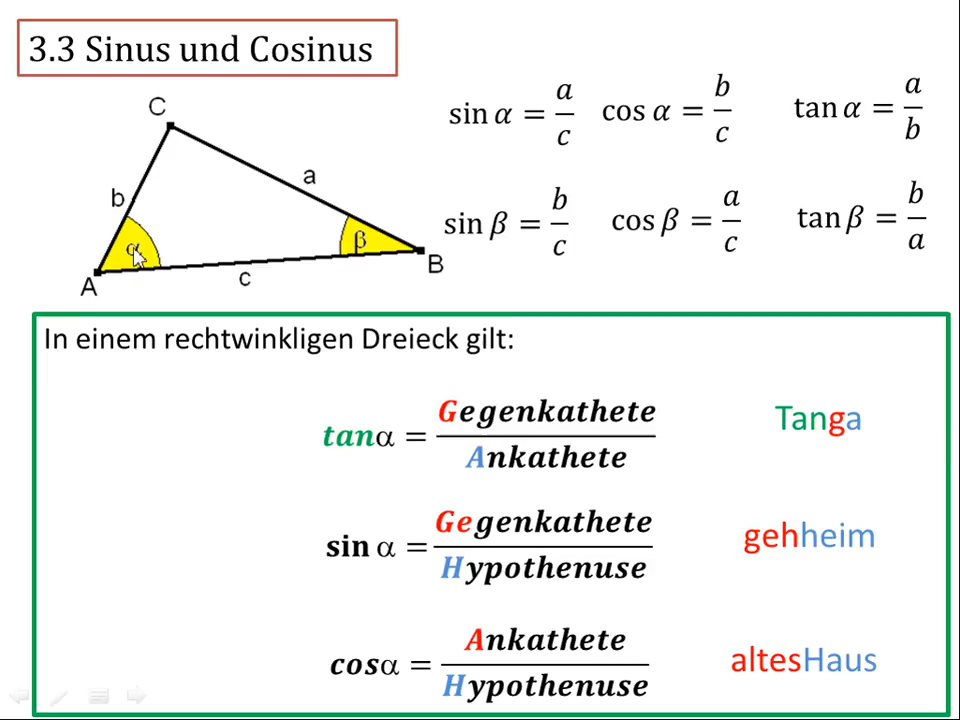 3.3 Sinus und Cosinus
C
b
a
α
β
A
c
B
sin α = a/c cos α = b/c tan α = a/b
sin β = b/c cos β = a/c tan β = b/a
In einem rechtwinkligen Dreieck gilt:
tanα = Gegenkathete/Ankathete Tanga
sin α = Gegenkathete/Hypothenuse gehheim
cosα = Ankathete/Hypothenuse altesHaus